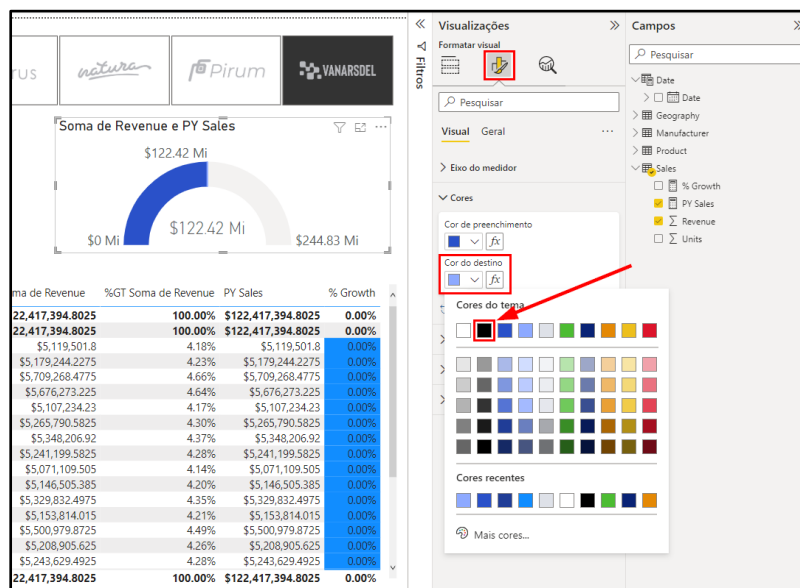 rus
natura
Pirum
VANARSDEL
Soma de Revenue e PY Sales
$122.42 Mi
$122.42 Mi
$0 Mi
$244.83 Mi
ma de Revenue %GT Soma de Revenue PY Sales % Growth
22,417,394.8025 100.00% $122,417,394.8025 0.00%
22,417,394.8025 100.00% $122,417,394.8025 0.00%
$5,119,501.8 4.18% $5,119,501.8 0.00%
$5,179,244.2275 4.23% $5,179,244.2275 0.00%
$5,709,268.4775 4.66% $5,709,268.4775 0.00%
$5,676,273.225 4.64% $5,676,273.225 0.00%
$5,107,234.23 4.17% $5,107,234.23 0.00%
$5,265,790.5825 4.30% $5,265,790.5825 0.00%
$5,348,206.92 4.37% $5,348,206.92 0.00%
$5,241,199.5825 4.28% $5,241,199.5825 0.00%
$5,071,109.505 4.14% $5,071,109.505 0.00%
$5,146,505.385 4.20% $5,146,505.385 0.00%
$5,329,832.4975 4.35% $5,329,832.4975 0.00%
$5,153,814.015 4.21% $5,153,814.015 0.00%
$5,500,979.8725 4.49% $5,500,979.8725 0.00%
$5,208,905.625 4.26% $5,208,905.625 0.00%
$5,243,629.4925 4.28% $5,243,629.4925 0.00%
22,417,394.8025 100.00% $122,417,394.8025 0.00%
Filtros
Visualizações
Formatar visual
Pesquisar
Visual Geral
Eixo do medidor
Cores
Cor de preenchimento
fx
Cor do destino
fx
Cores do tema
Cores recentes
Mais cores...
Campos
Pesquisar
Date
Date
Geography
Manufacturer
Product
Sales
% Growth
PY Sales
Revenue
Units